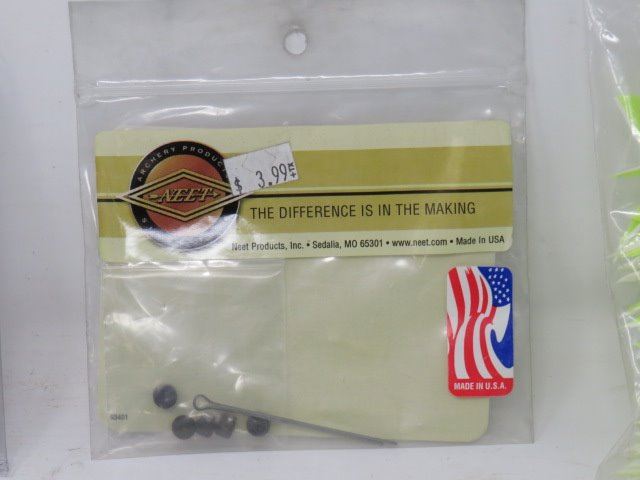 ARCHERY PRODUC
NEET
$ 3.99
THE DIFFERENCE IS IN THE MAKING
Neet Products, Inc. • Sedalia, MO 65301 • www.neet.com • Made In USA
MADE IN U.S.A.